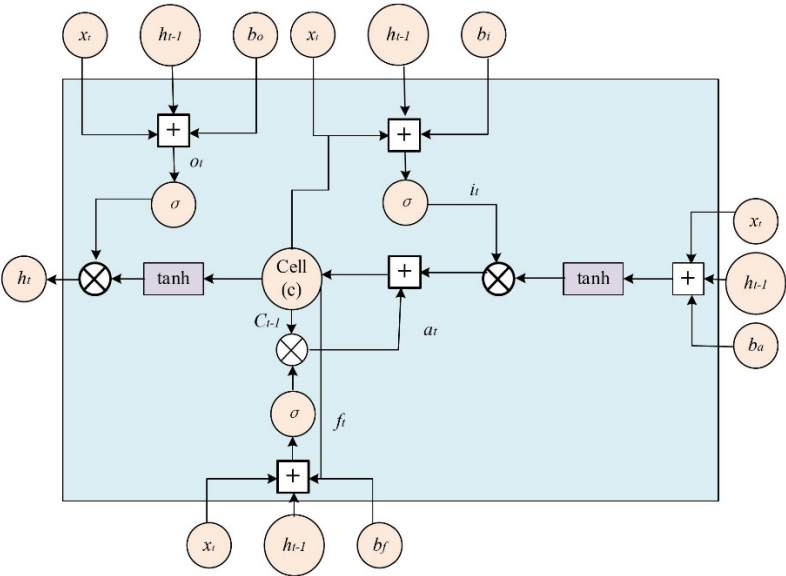 xt ht-1 bo xt ht-1 bi
+ +
ot
σ σ it
xt
ht tanh Cell + tanh + ht-1
(c)
Ct-1 at
ba
σ ft
+
xt ht-1 bf